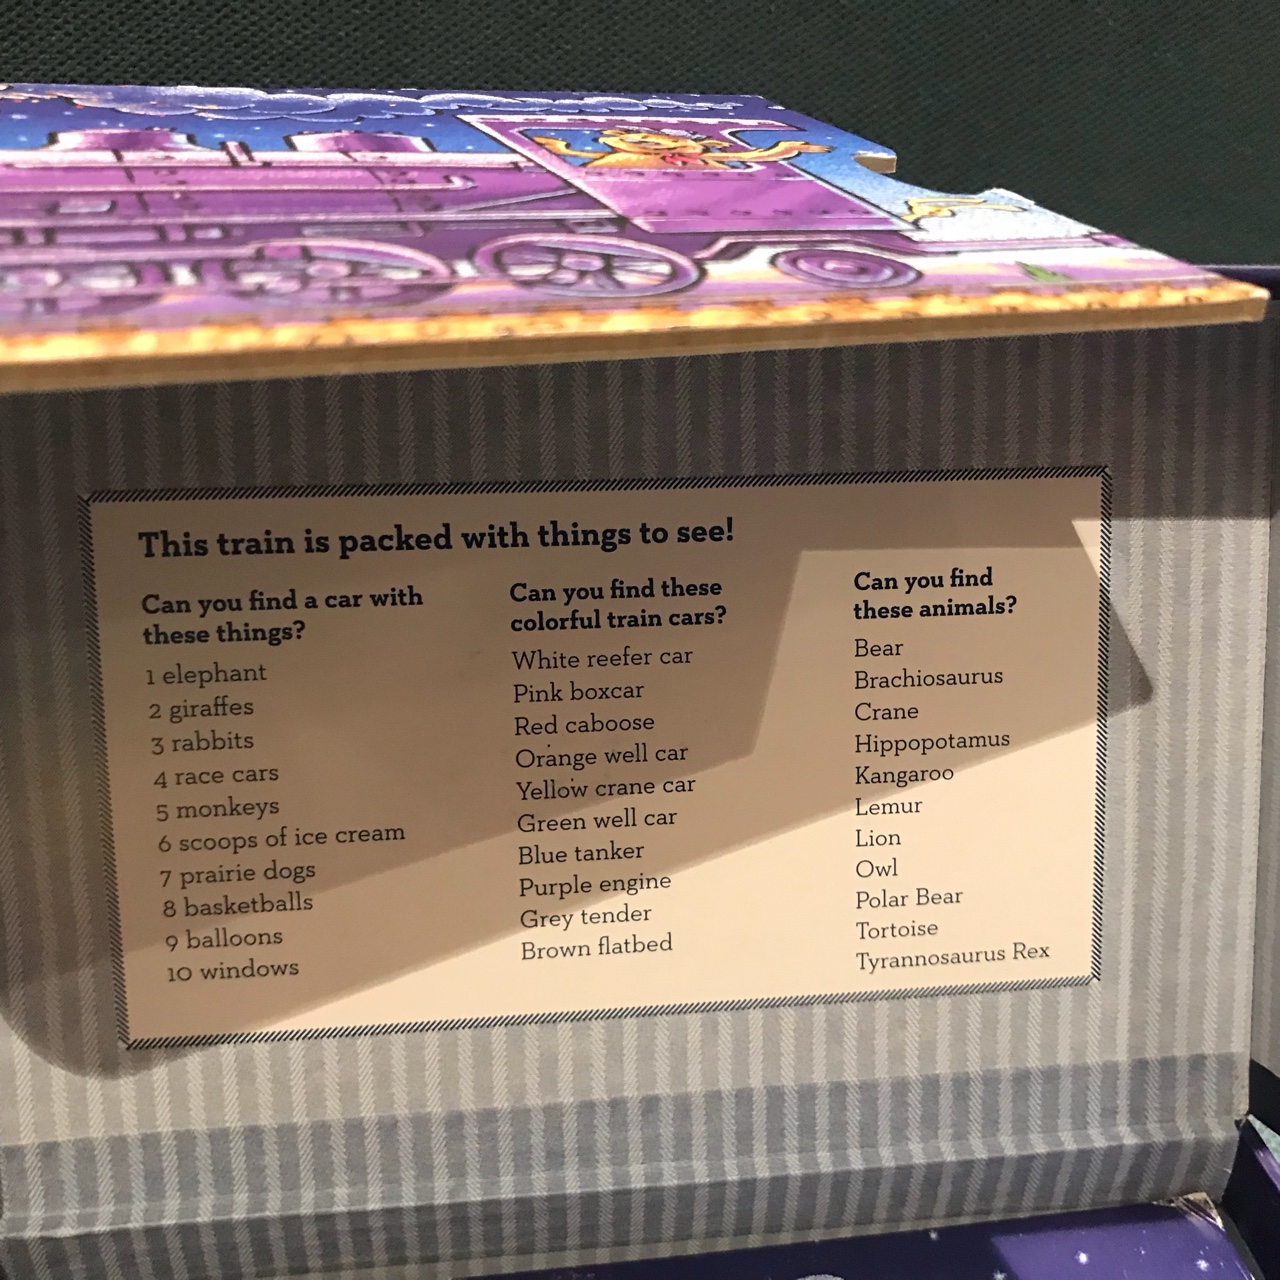 This train is packed with things to see!
Can you find a car with
these things?
1 elephant
2 giraffes
3 rabbits
4 race cars
5 monkeys
6 scoops of ice cream
7 prairie dogs
8 basketballs
9 balloons
10 windows
Can you find these
colorful train cars?
White reefer car
Pink boxcar
Red caboose
Orange well car
Yellow crane car
Green well car
Blue tanker
Purple engine
Grey tender
Brown flatbed
Can you find
these animals?
Bear
Brachiosaurus
Crane
Hippopotamus
Kangaroo
Lemur
Lion
Owl
Polar Bear
Tortoise
Tyrannosaurus Rex